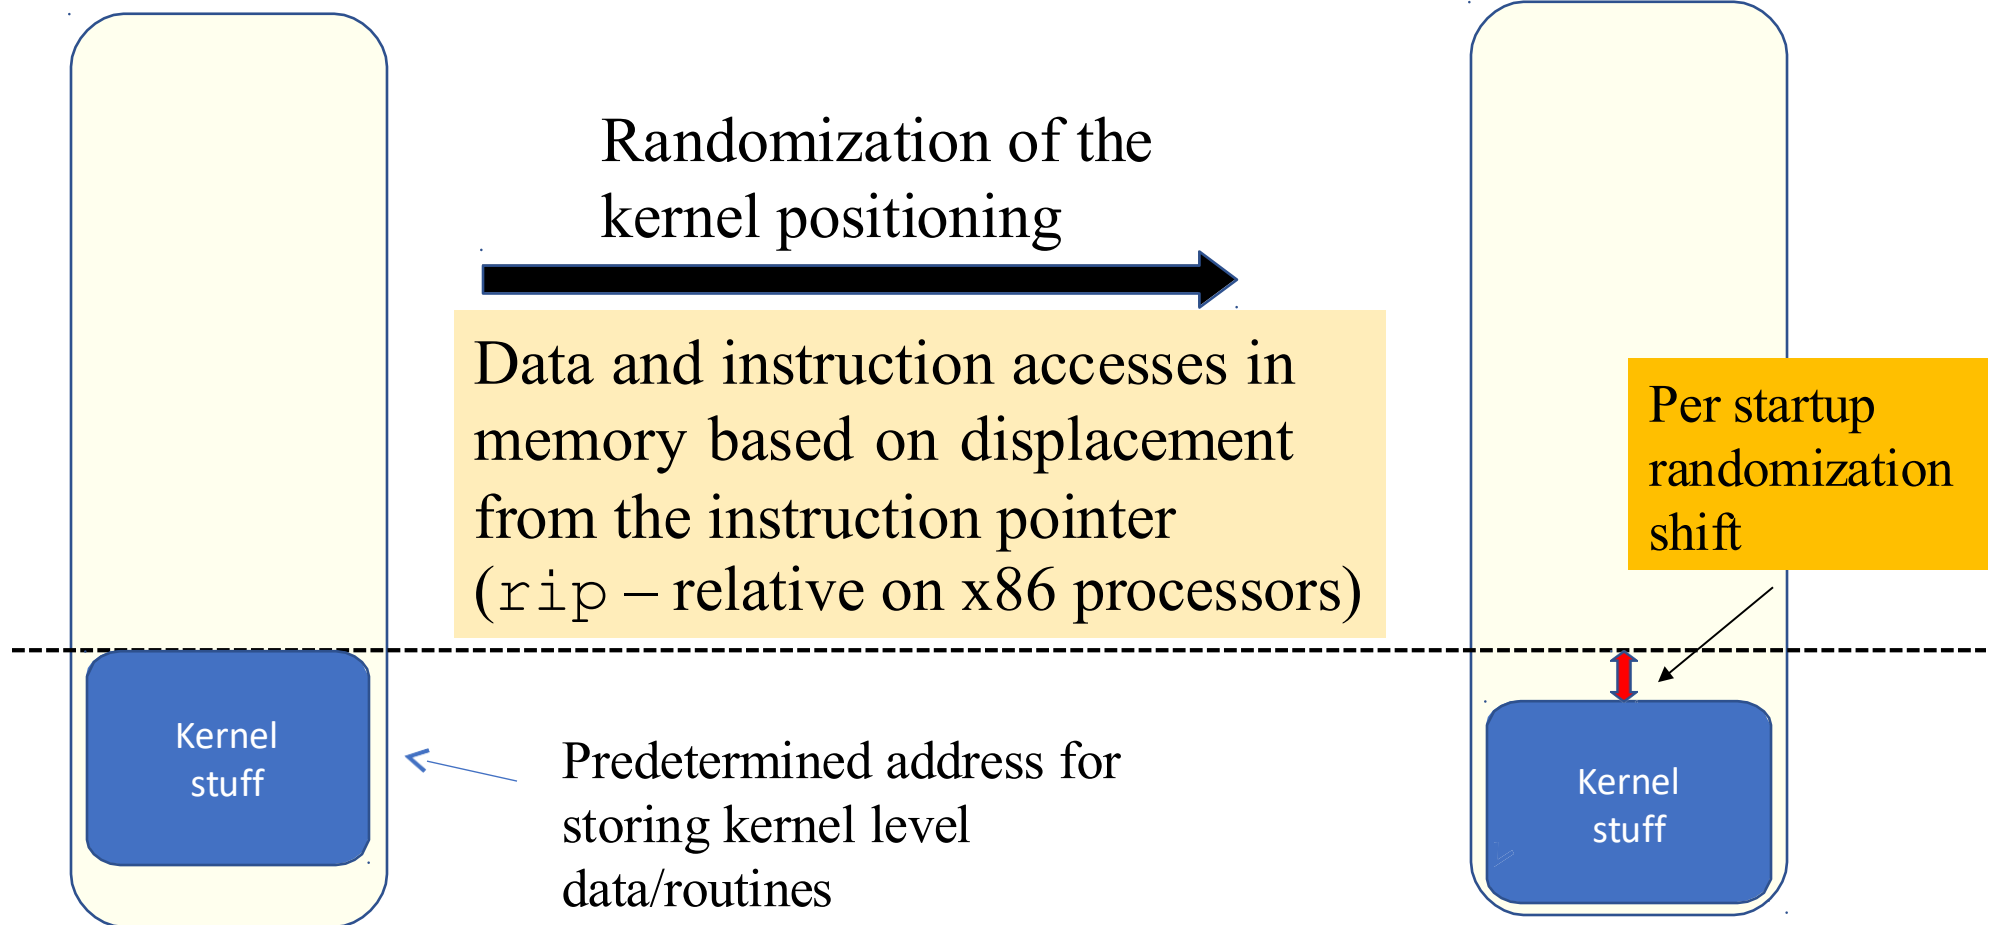 Randomization of the
kernel positioning
Data and instruction accesses in
memory based on displacement
from the instruction pointer
(rip – relative on x86 processors)
Per startup
randomization
shift
Kernel
stuff
Predetermined address for
storing kernel level
data/routines
Kernel
stuff